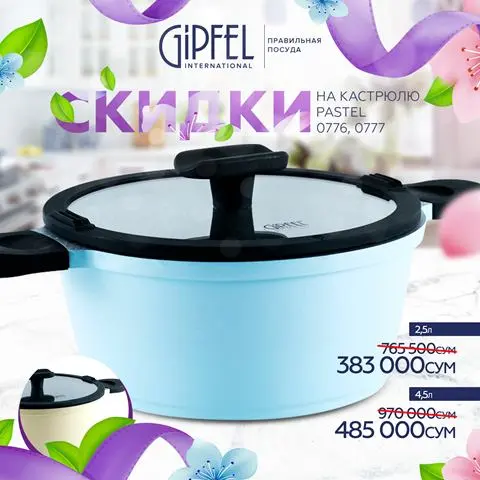 GIPFEL
INTERNATIONAL
ПРАВИЛЬНАЯ
ПОСУДА
СКИДКИ
НА КАСТРЮЛЮ
PASTEL
0776, 0777
GIPFEL
2,5л
765 500СУМ
383 000СУМ
4,5л
970 000СУМ
485 000СУМ